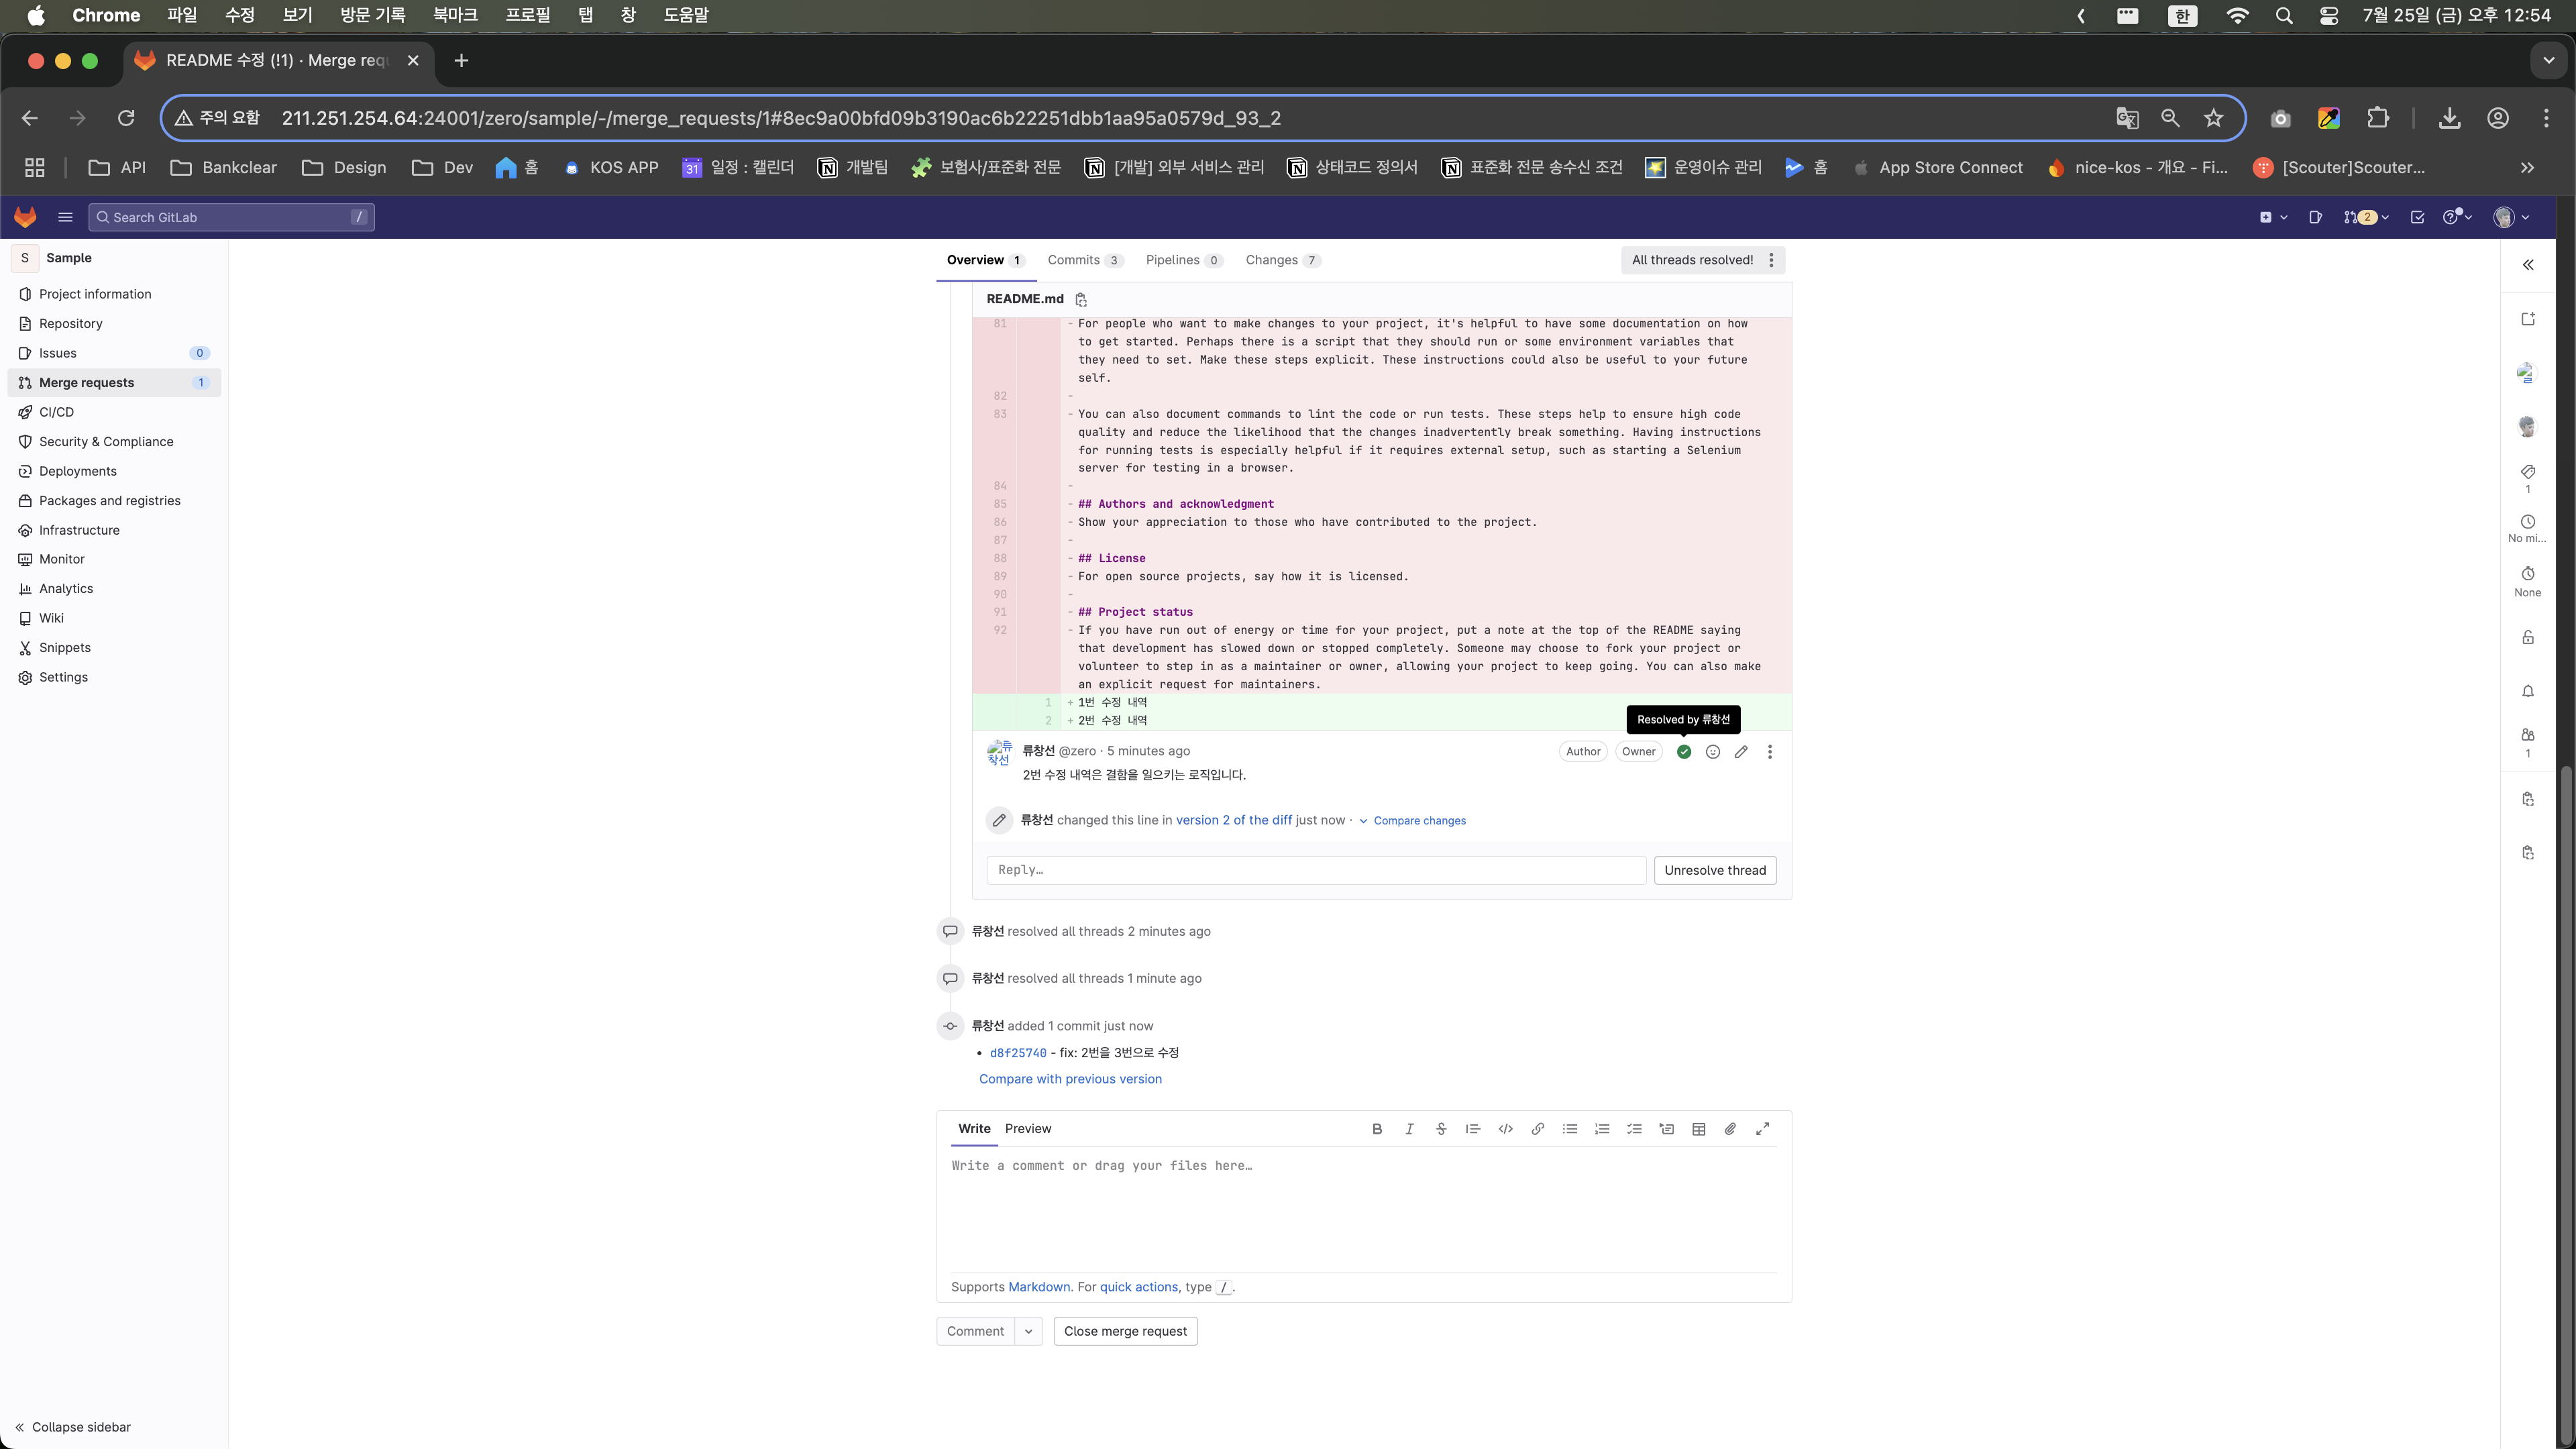 Chrome 파일 수정 보기 방문 기록 북마크 프로필 탭 창 도움말 한 7월 25일 (금) 오후 12:54
README 수정 (!1) · Merge requ
주의 요함 211.251.254.64:24001/zero/sample/-/merge_requests/1#8ec9a00bfd09b3190ac6b22251dbb1aa95a0579d_93_2
API Bankclear Design Dev 홈 KOS APP 31 일정 : 캘린더 개발팀 보험사/표준화 전문 [개발] 외부 서비스 관리 상태코드 정의서 표준화 전문 송수신 조건 운영이슈 관리 홈 App Store Connect nice-kos - 개요 - Fi... [Scouter]Scouter...
Search GitLab / 2
S Sample
Project information
Repository
Issues 0
Merge requests 1
CI/CD
Security & Compliance
Deployments
Packages and registries
Infrastructure
Monitor
Analytics
Wiki
Snippets
Settings
Collapse sidebar
Overview 1 Commits 3 Pipelines 0 Changes 7 All threads resolved!
README.md
81 - For people who want to make changes to your project, it's helpful to have some documentation on how
to get started. Perhaps there is a script that they should run or some environment variables that
they need to set. Make these steps explicit. These instructions could also be useful to your future
self.
82 -
83 - You can also document commands to lint the code or run tests. These steps help to ensure high code
quality and reduce the likelihood that the changes inadvertently break something. Having instructions
for running tests is especially helpful if it requires external setup, such as starting a Selenium
server for testing in a browser.
84 -
85 - ## Authors and acknowledgment
86 - Show your appreciation to those who have contributed to the project.
87 -
88 - ## License
89 - For open source projects, say how it is licensed.
90 -
91 - ## Project status
92 - If you have run out of energy or time for your project, put a note at the top of the README saying
that development has slowed down or stopped completely. Someone may choose to fork your project or
volunteer to step in as a maintainer or owner, allowing your project to keep going. You can also make
an explicit request for maintainers.
1 + 1번 수정 내역
2 + 2번 수정 내역
Resolved by 류창선
류창선 @zero · 5 minutes ago Author Owner
2번 수정 내역은 결함을 일으키는 로직입니다.
류창선 changed this line in version 2 of the diff just now · Compare changes
Reply… Unresolve thread
류창선 resolved all threads 2 minutes ago
류창선 resolved all threads 1 minute ago
류창선 added 1 commit just now
• d8f25740 - fix: 2번을 3번으로 수정
Compare with previous version
Write Preview
Write a comment or drag your files here…
Supports Markdown. For quick actions, type /.
Comment Close merge request
1
No mi...
None
1